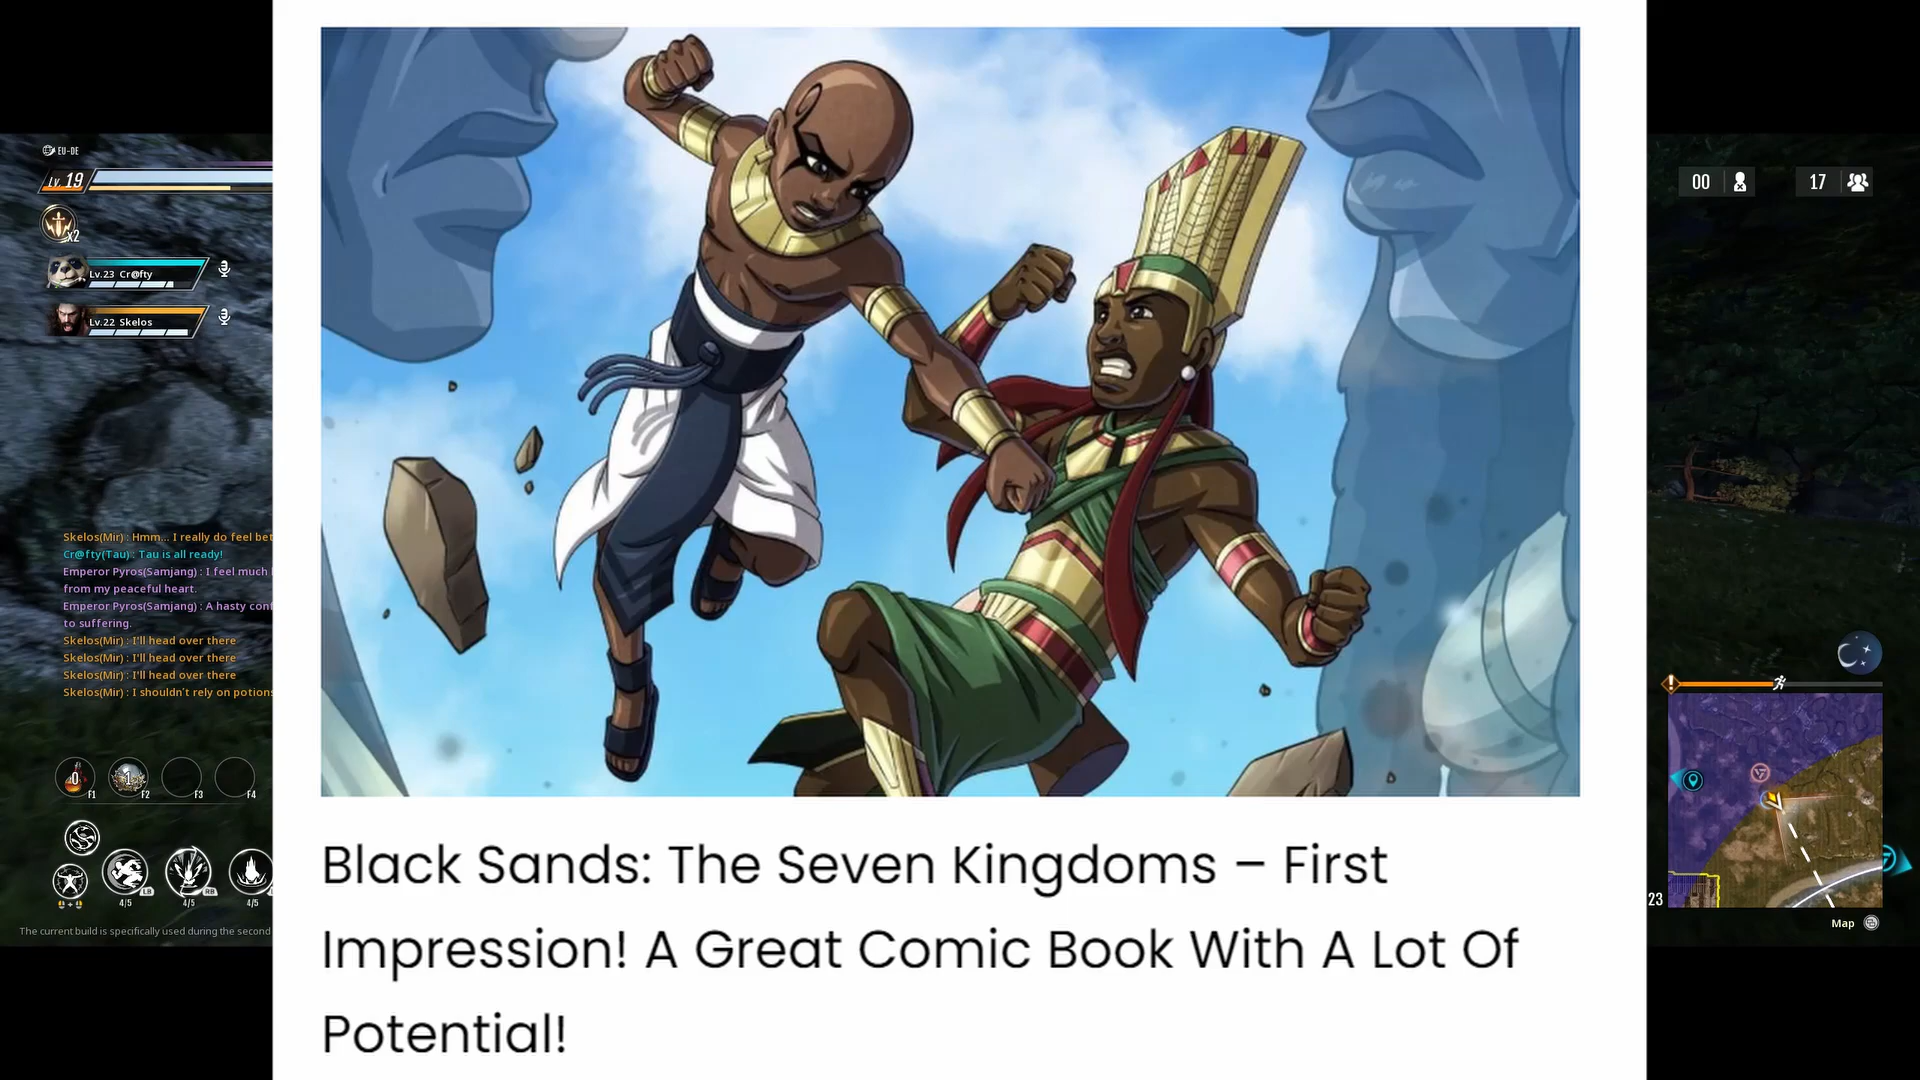 EU-DE
Lv. 19
x2
Lv.23 Cr@fty
Lv.22 Skelos
Skelos(Mir) : Hmm... I really do feel bet
Cr@fty(Tau) : Tau is all ready!
Emperor Pyros(Samjang) : I feel much
from my peaceful heart.
Emperor Pyros(Samjang) : A hasty con
to suffering.
Skelos(Mir) : I'll head over there
Skelos(Mir) : I'll head over there
Skelos(Mir) : I'll head over there
Skelos(Mir) : I shouldn't rely on potions
0 F1
1 F2
F3
F4
LB
RB
4/5
4/5
4/5
The current build is specifically used during the second
00
17
23
Map
Black Sands: The Seven Kingdoms – First
Impression! A Great Comic Book With A Lot Of
Potential!